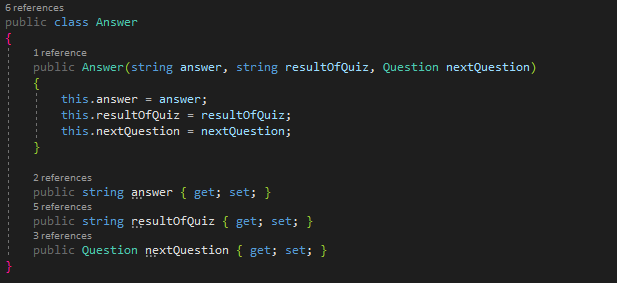 6 references
public class Answer
{
1 reference
public Answer(string answer, string resultOfQuiz, Question nextQuestion)
{
this.answer = answer;
this.resultOfQuiz = resultOfQuiz;
this.nextQuestion = nextQuestion;
}
2 references
public string answer { get; set; }
5 references
public string resultOfQuiz { get; set; }
3 references
public Question nextQuestion { get; set; }
}